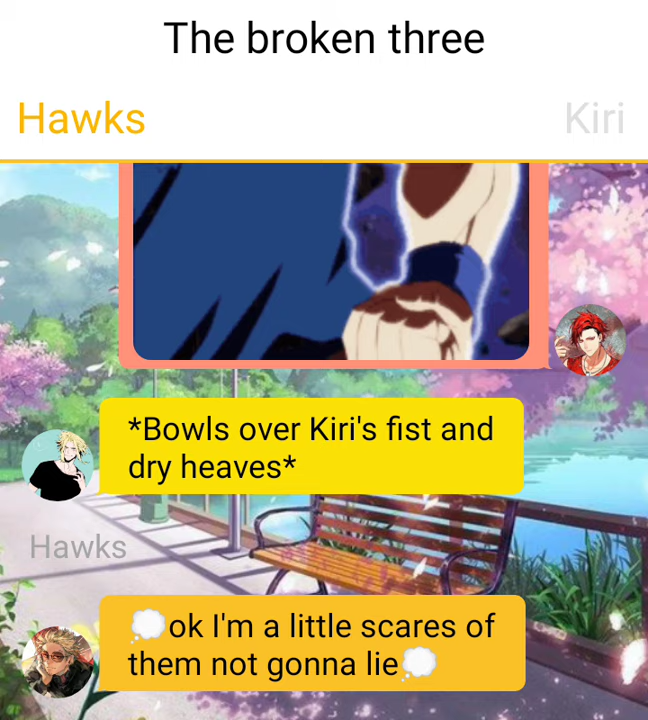 The broken three
Hawks
Kiri
*Bowls over Kiri's fist and
dry heaves*
Hawks
💭ok I'm a little scares of
them not gonna lie💭